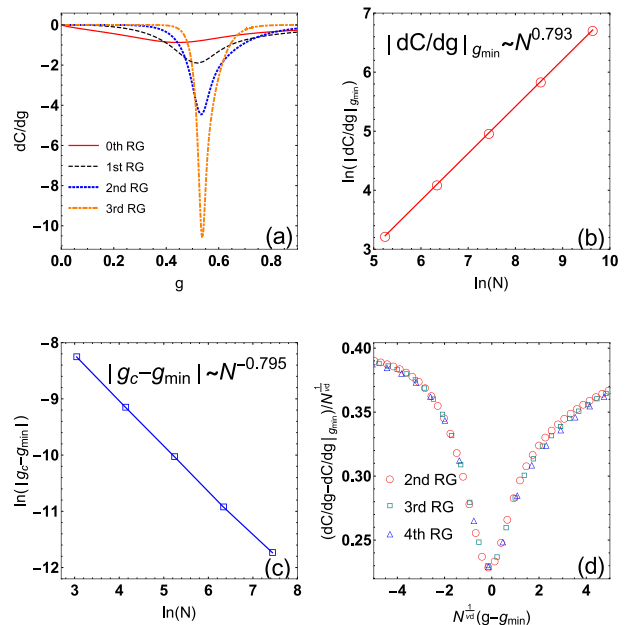 0
−2
−4
−6
−8
−10
0.0
0.2
0.4
0.6
0.8
dC/dg
g
0th RG
1st RG
2nd RG
3rd RG
(a)
|dC/dg|gmin~N^0.793
7
6
5
4
3
5
6
7
8
9
10
ln(|dC/dg|gmin)
ln(N)
(b)
|gc−gmin|~N^−0.795
−8
−9
−10
−11
−12
3
4
5
6
7
8
ln(|gc−gmin|)
ln(N)
(c)
0.40
0.35
0.30
0.25
−4
−2
0
2
4
(dC/dg−dC/dg|gmin)/N^(1/νd)
N^(1/νd)(g−gmin)
2nd RG
3rd RG
4th RG
(d)